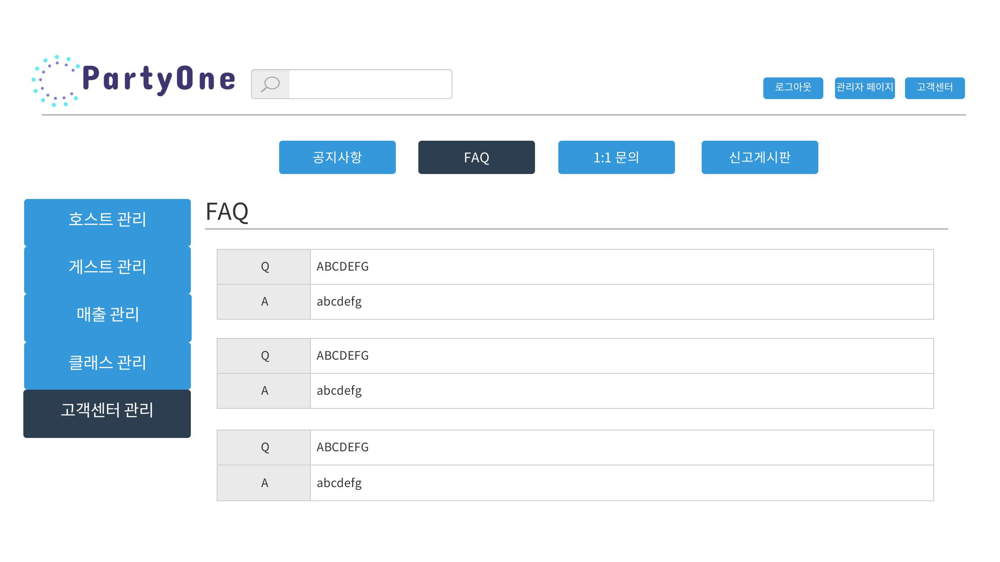 PartyOne
로그아웃
관리자 페이지
고객센터
공지사항
FAQ
1:1 문의
신고게시판
호스트 관리
게스트 관리
매출 관리
클래스 관리
고객센터 관리
FAQ
Q ABCDEFG
A abcdefg
Q ABCDEFG
A abcdefg
Q ABCDEFG
A abcdefg